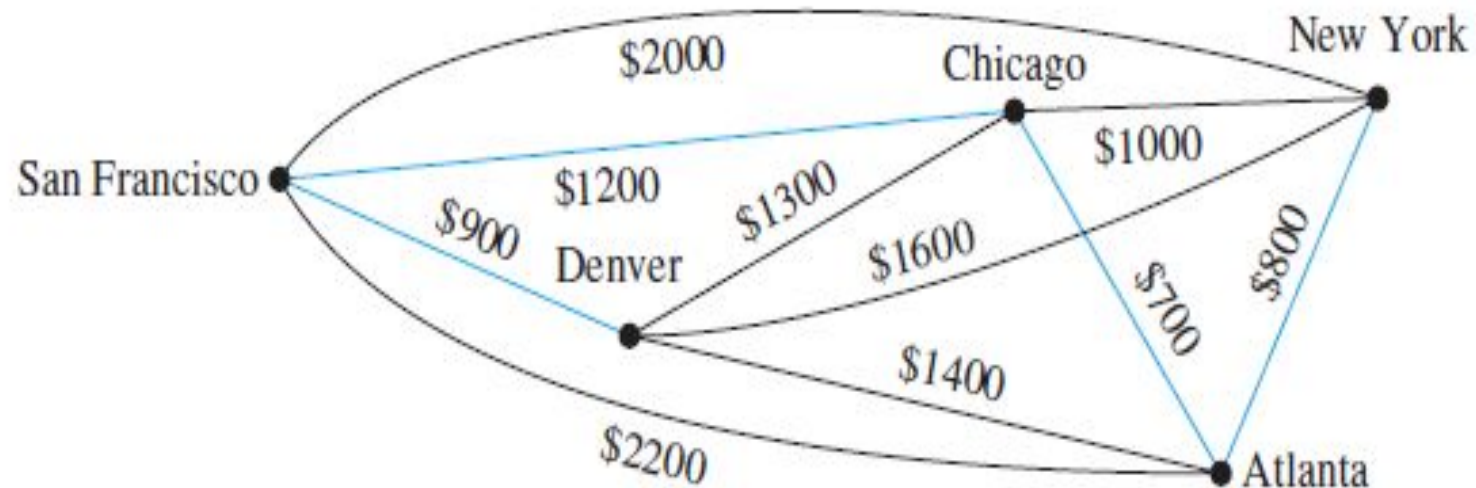 New York
$2000
Chicago
$1000
San Francisco
$1200
$1300
$900
$1600
$800
Denver
$700
$1400
$2200
Atlanta